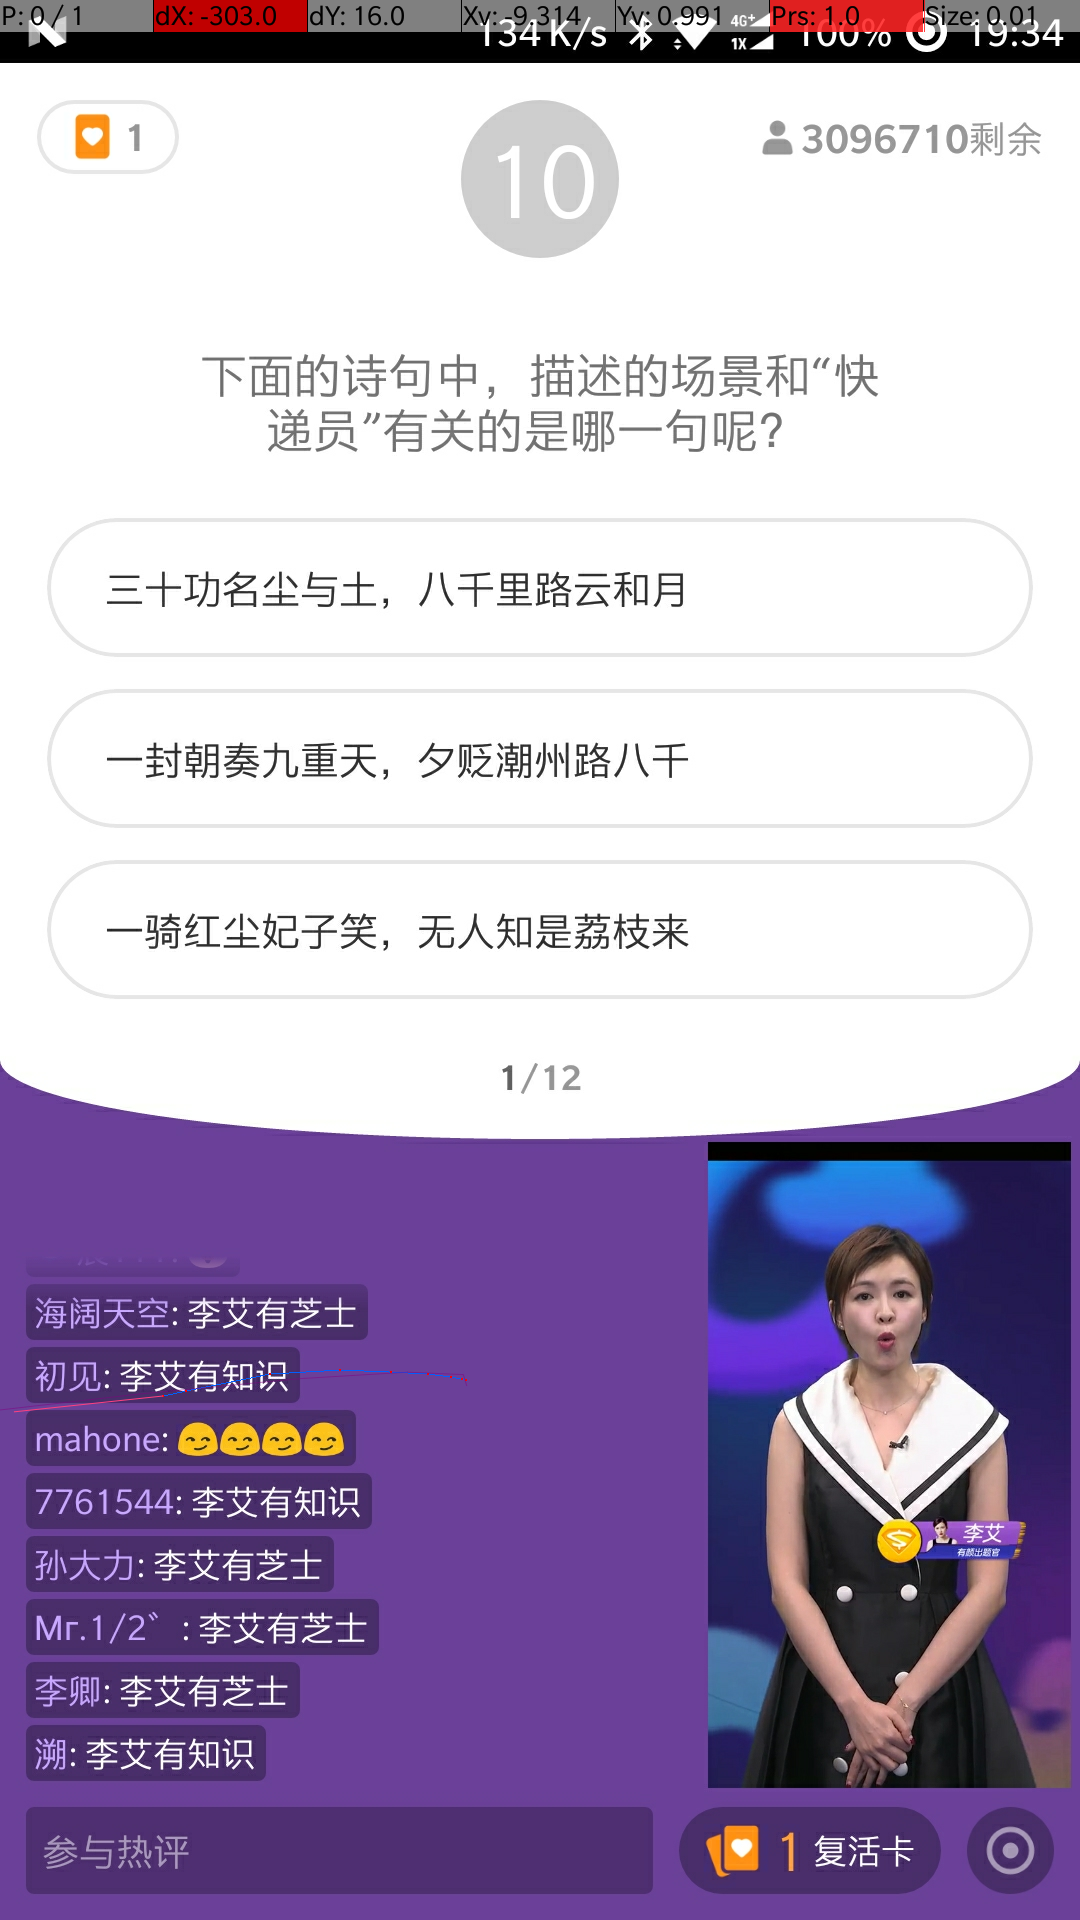 P: 0 / 1 dX: -303.0 dY: 16.0 Xv: -9.314 Yv: 0.991 Prs: 1.0 Size: 0.01
134 K/s 4G+ 1X 100% 19:34
1
10
3096710剩余
下面的诗句中，描述的场景和“快
递员”有关的是哪一句呢？
三十功名尘与土，八千里路云和月
一封朝奏九重天，夕贬潮州路八千
一骑红尘妃子笑，无人知是荔枝来
1/12
海阔天空: 李艾有芝士
初见: 李艾有知识
mahone: 😏😏😏😏
7761544: 李艾有知识
孙大力: 李艾有芝士
Mr.1/2゛: 李艾有芝士
李卿: 李艾有芝士
溯: 李艾有知识
李艾
有颜出题官
参与热评
1 复活卡